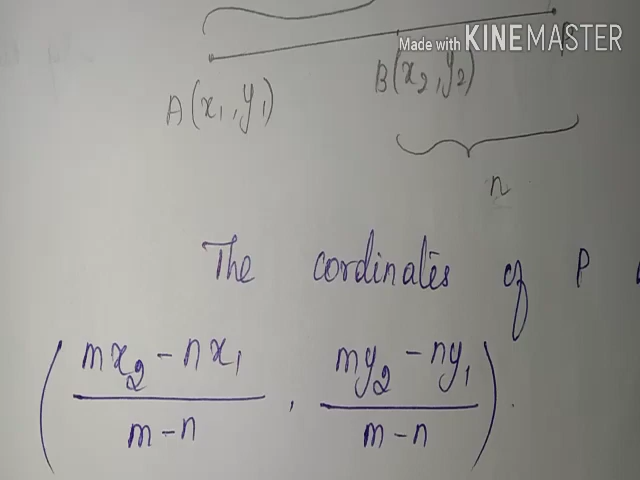 Made with KINEMASTER
A(x₁, y₁) B(x₂, y₂)
n
The cordinates of P
(mx₂ - nx₁ / m - n , my₂ - ny₁ / m - n).